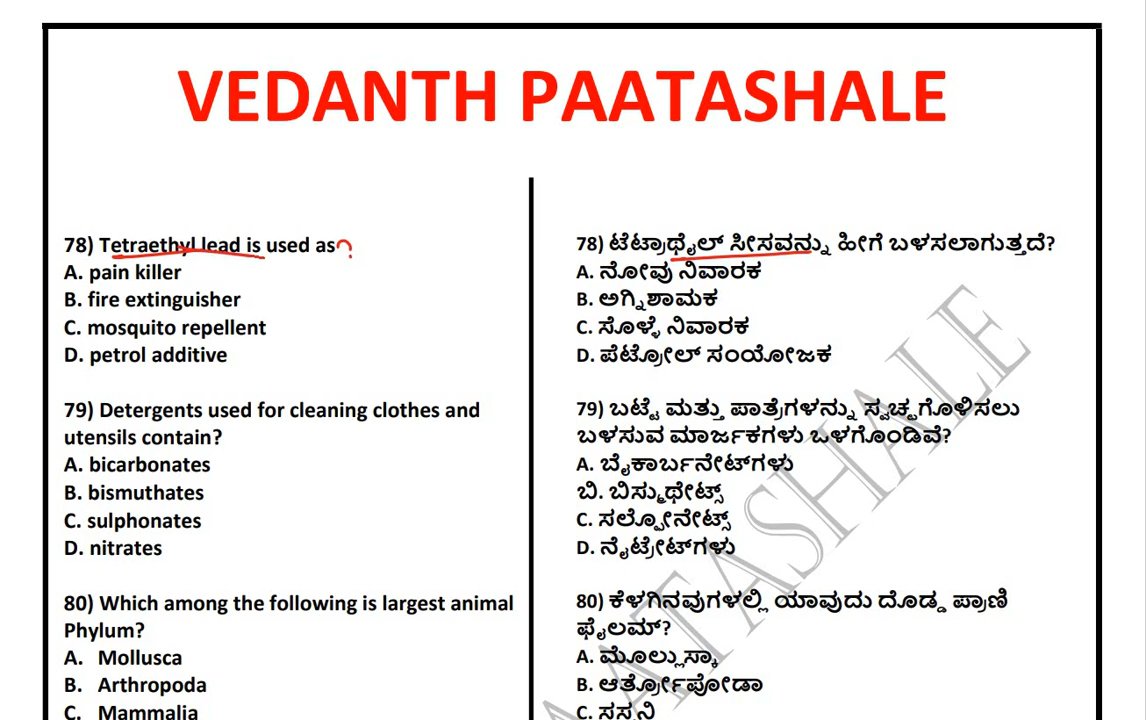 VEDANTH PAATASHALE
78) Tetraethyl lead is used as?
A. pain killer
B. fire extinguisher
C. mosquito repellent
D. petrol additive
79) Detergents used for cleaning clothes and
utensils contain?
A. bicarbonates
B. bismuthates
C. sulphonates
D. nitrates
80) Which among the following is largest animal
Phylum?
A. Mollusca
B. Arthropoda
C. Mammalia
78) ಟೆಟ್ರಾಥೈಲ್ ಸೀಸವನ್ನು ಹೀಗೆ ಬಳಸಲಾಗುತ್ತದೆ?
A. ನೋವು ನಿವಾರಕ
B. ಅಗ್ನಿಶಾಮಕ
C. ಸೊಳ್ಳೆ ನಿವಾರಕ
D. ಪೆಟ್ರೋಲ್ ಸಂಯೋಜಕ
79) ಬಟ್ಟೆ ಮತ್ತು ಪಾತ್ರೆಗಳನ್ನು ಸ್ವಚ್ಛಗೊಳಿಸಲು
ಬಳಸುವ ಮಾರ್ಜಕಗಳು ಒಳಗೊಂಡಿವೆ?
A. ಬೈಕಾರ್ಬನೇಟ್‌ಗಳು
ಬಿ. ಬಿಸ್ಮುಥೇಟ್ಸ್
C. ಸಲ್ಫೋನೇಟ್ಸ್
D. ನೈಟ್ರೇಟ್‌ಗಳು
80) ಕೆಳಗಿನವುಗಳಲ್ಲಿ ಯಾವುದು ದೊಡ್ಡ ಪ್ರಾಣಿ
ಫೈಲಮ್?
A. ಮೊಲ್ಲುಸ್ಕಾ
B. ಆರ್ತ್ರೋಪೋಡಾ
C. ಸಸ್ತನಿ
AATASHALE